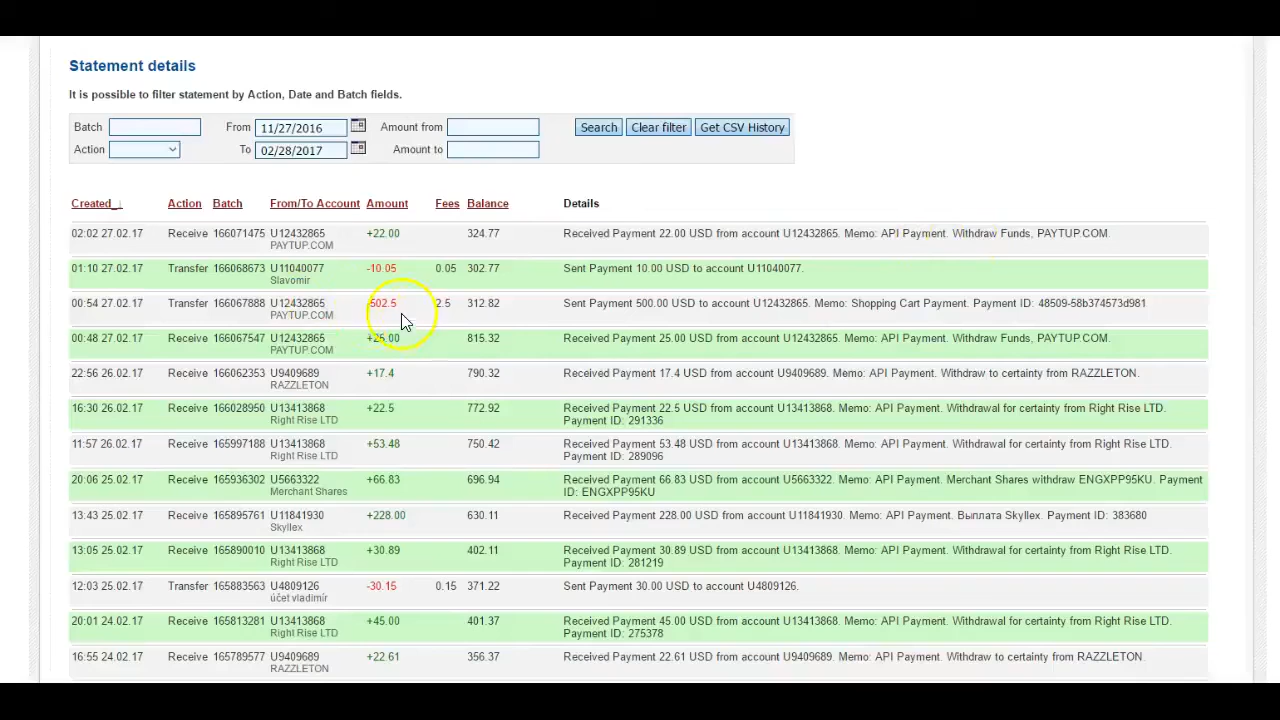 Statement details
It is possible to filter statement by Action, Date and Batch fields.
Batch From 11/27/2016 Amount from Search Clear filter Get CSV History
Action To 02/28/2017 Amount to
Created_↓ Action Batch From/To Account Amount Fees Balance Details
02:02 27.02.17 Receive 166071475 U12432865 +22.00 324.77 Received Payment 22.00 USD from account U12432865. Memo: API Payment. Withdraw Funds, PAYTUP.COM.
PAYTUP.COM
01:10 27.02.17 Transfer 166068673 U11040077 -10.05 0.05 302.77 Sent Payment 10.00 USD to account U11040077.
Slavomir
00:54 27.02.17 Transfer 166067888 U12432865 -502.5 2.5 312.82 Sent Payment 500.00 USD to account U12432865. Memo: Shopping Cart Payment. Payment ID: 48509-58b374573d981
PAYTUP.COM
00:48 27.02.17 Receive 166067547 U12432865 +25.00 815.32 Received Payment 25.00 USD from account U12432865. Memo: API Payment. Withdraw Funds, PAYTUP.COM.
PAYTUP.COM
22:56 26.02.17 Receive 166062353 U9409689 +17.4 790.32 Received Payment 17.4 USD from account U9409689. Memo: API Payment. Withdraw to certainty from RAZZLETON.
RAZZLETON
16:30 26.02.17 Receive 166028950 U13413868 +22.5 772.92 Received Payment 22.5 USD from account U13413868. Memo: API Payment. Withdrawal for certainty from Right Rise LTD.
Right Rise LTD Payment ID: 291336
11:57 26.02.17 Receive 165997188 U13413868 +53.48 750.42 Received Payment 53.48 USD from account U13413868. Memo: API Payment. Withdrawal for certainty from Right Rise LTD.
Right Rise LTD Payment ID: 289096
20:06 25.02.17 Receive 165936302 U5663322 +66.83 696.94 Received Payment 66.83 USD from account U5663322. Memo: API Payment. Merchant Shares withdraw ENGXPP95KU. Payment
Merchant Shares ID: ENGXPP95KU
13:43 25.02.17 Receive 165895761 U11841930 +228.00 630.11 Received Payment 228.00 USD from account U11841930. Memo: API Payment. Выплата Skyllex. Payment ID: 383680
Skyllex
13:05 25.02.17 Receive 165890010 U13413868 +30.89 402.11 Received Payment 30.89 USD from account U13413868. Memo: API Payment. Withdrawal for certainty from Right Rise LTD.
Right Rise LTD Payment ID: 281219
12:03 25.02.17 Transfer 165883563 U4809126 -30.15 0.15 371.22 Sent Payment 30.00 USD to account U4809126.
účet vladimír
20:01 24.02.17 Receive 165813281 U13413868 +45.00 401.37 Received Payment 45.00 USD from account U13413868. Memo: API Payment. Withdrawal for certainty from Right Rise LTD.
Right Rise LTD Payment ID: 275378
16:55 24.02.17 Receive 165789577 U9409689 +22.61 356.37 Received Payment 22.61 USD from account U9409689. Memo: API Payment. Withdraw to certainty from RAZZLETON.
RAZZLETON